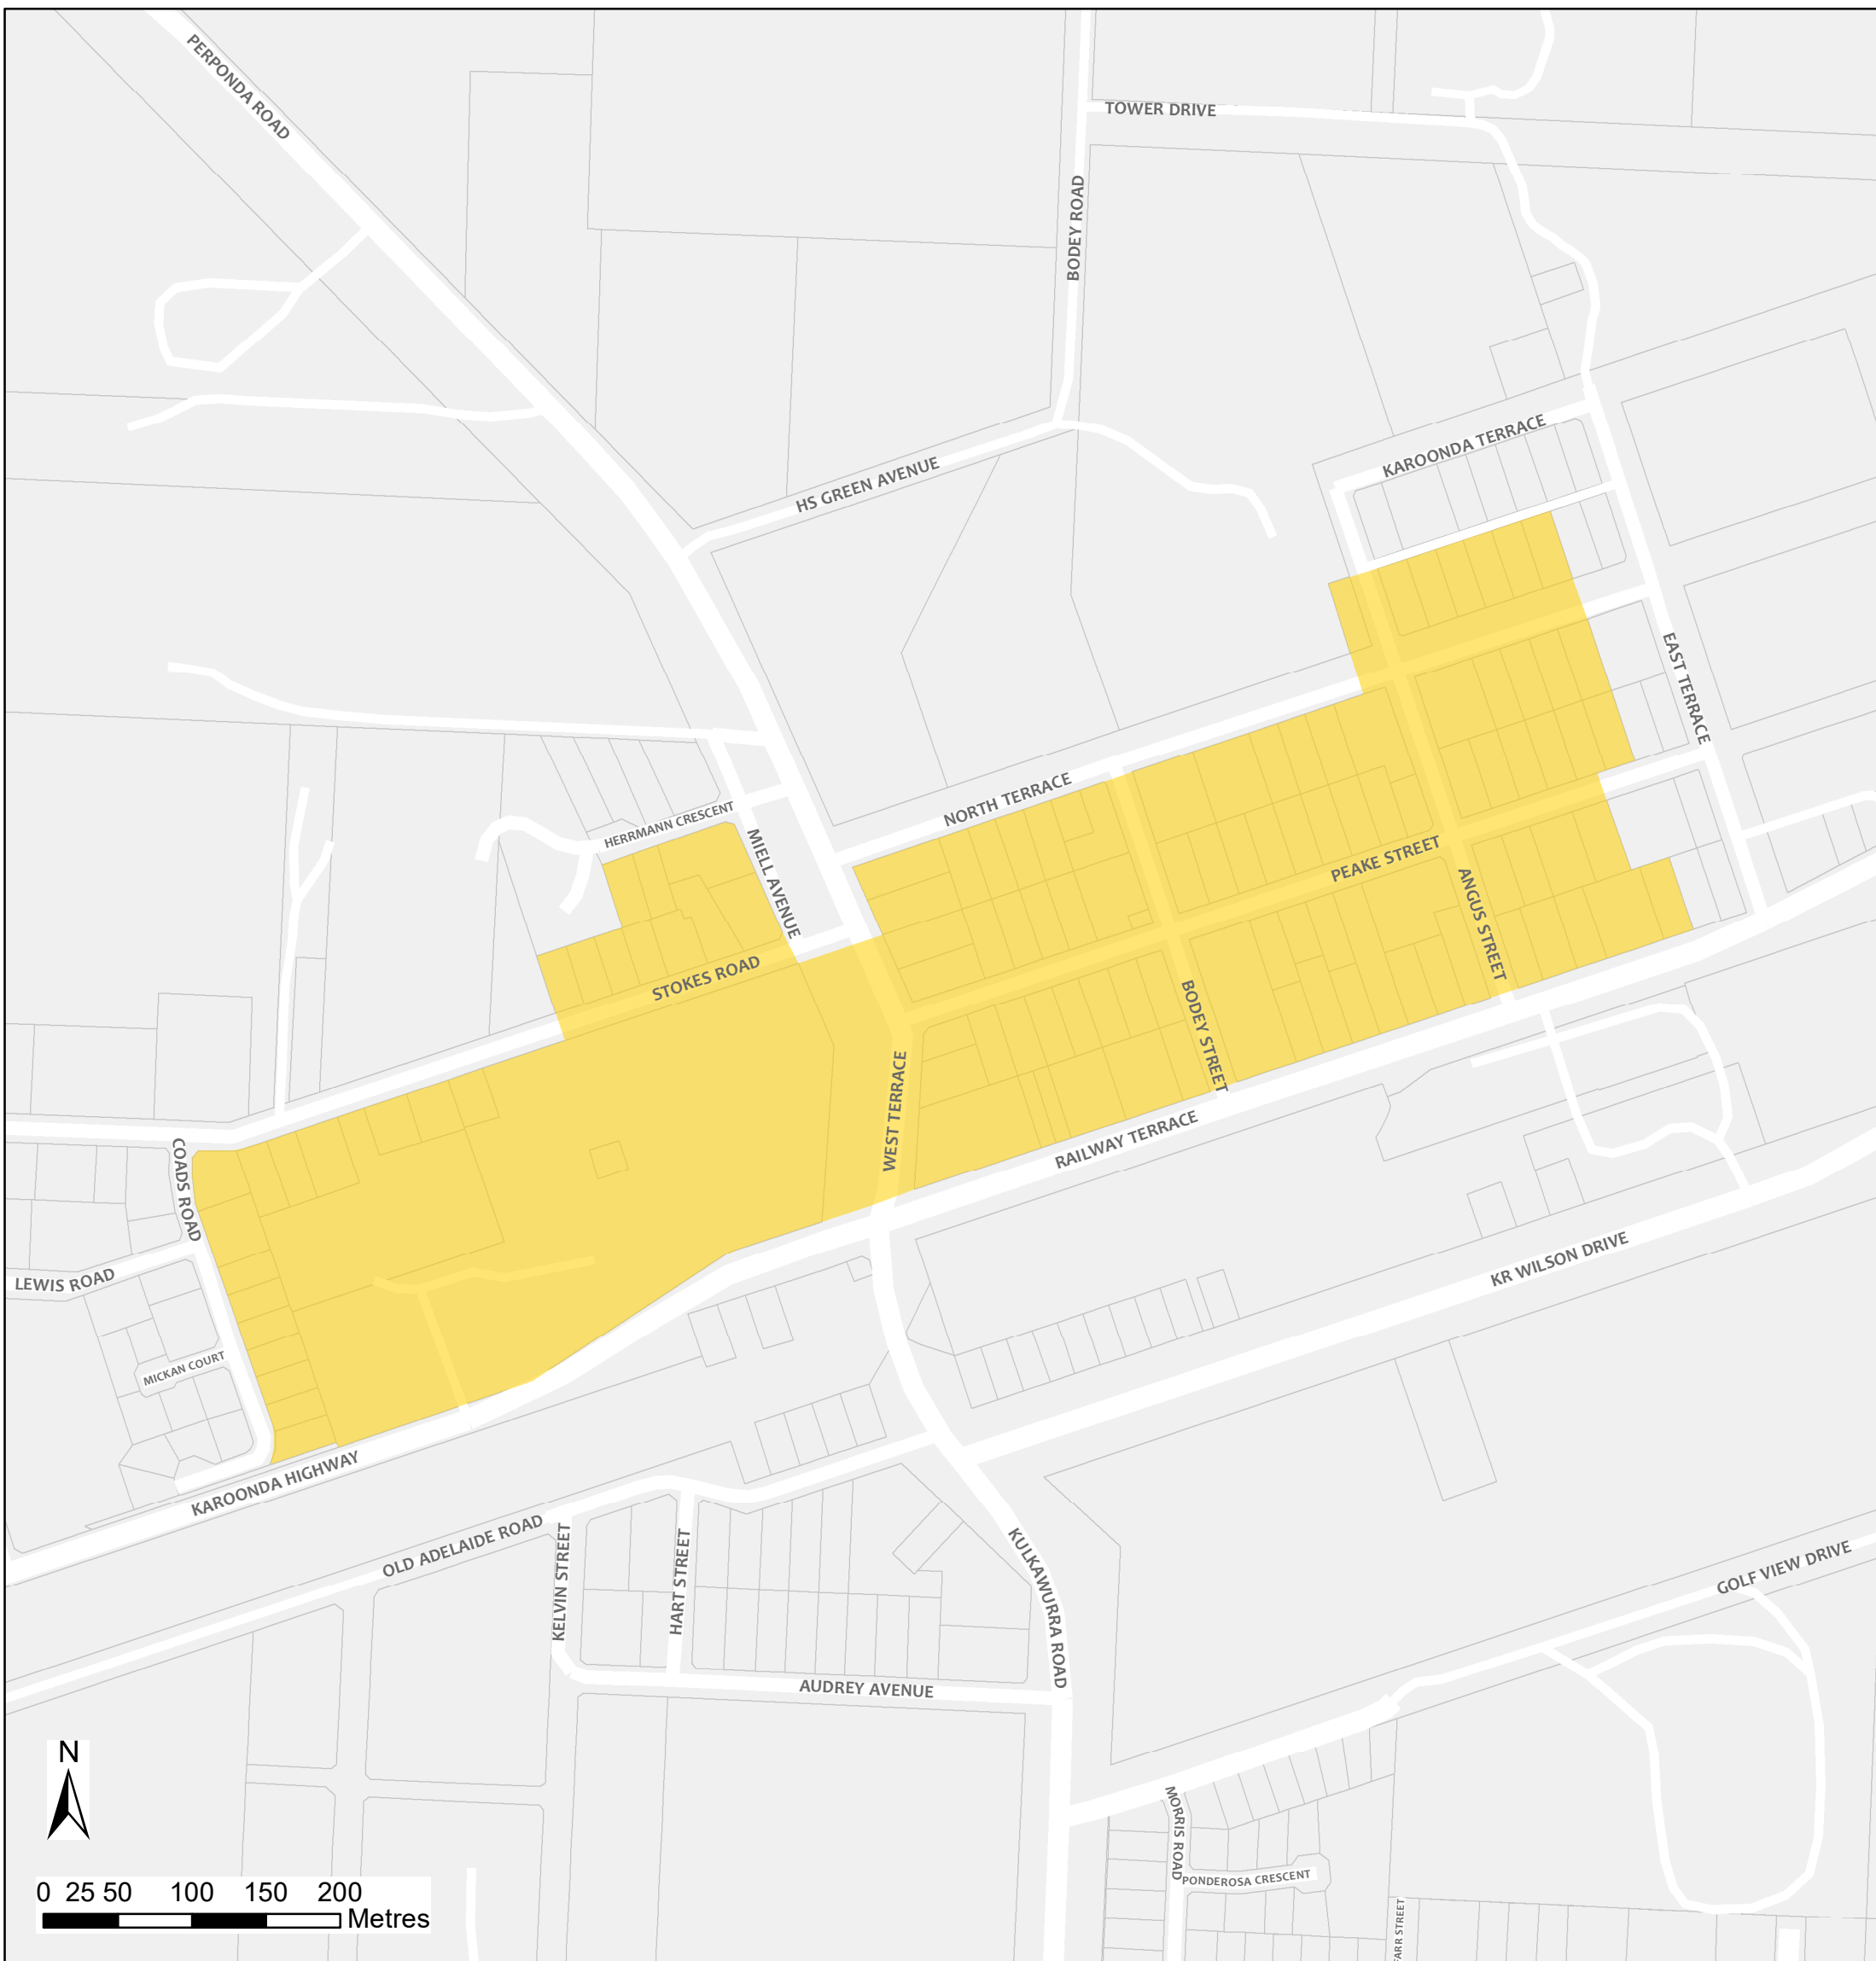 PERPONDA ROAD
TOWER DRIVE
BODEY ROAD
KAROONDA TERRACE
HS GREEN AVENUE
EAST TERRACE
NORTH TERRACE
HERRMANN CRESCENT
MIELL AVENUE
PEAKE STREET
ANGUS STREET
STOKES ROAD
BODEY STREET
WEST TERRACE
RAILWAY TERRACE
COADS ROAD
LEWIS ROAD
KR WILSON DRIVE
MICKAN COURT
KAROONDA HIGHWAY
OLD ADELAIDE ROAD
KELVIN STREET
HART STREET
KULKAWURRA ROAD
GOLF VIEW DRIVE
AUDREY AVENUE
N
MORRIS ROAD
PONDEROSA CRESCENT
FARR STREET
0 25 50 100 150 200
Metres